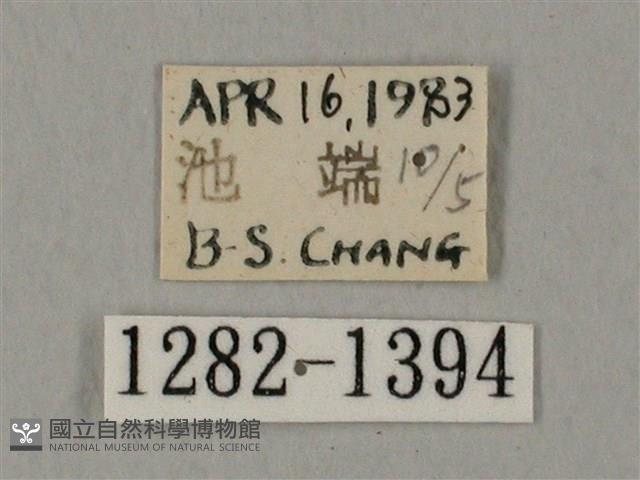 APR 16, 1983
池 端 10/5
B-S. CHANG
1282-1394
國立自然科學博物館
NATIONAL MUSEUM OF NATURAL SCIENCE